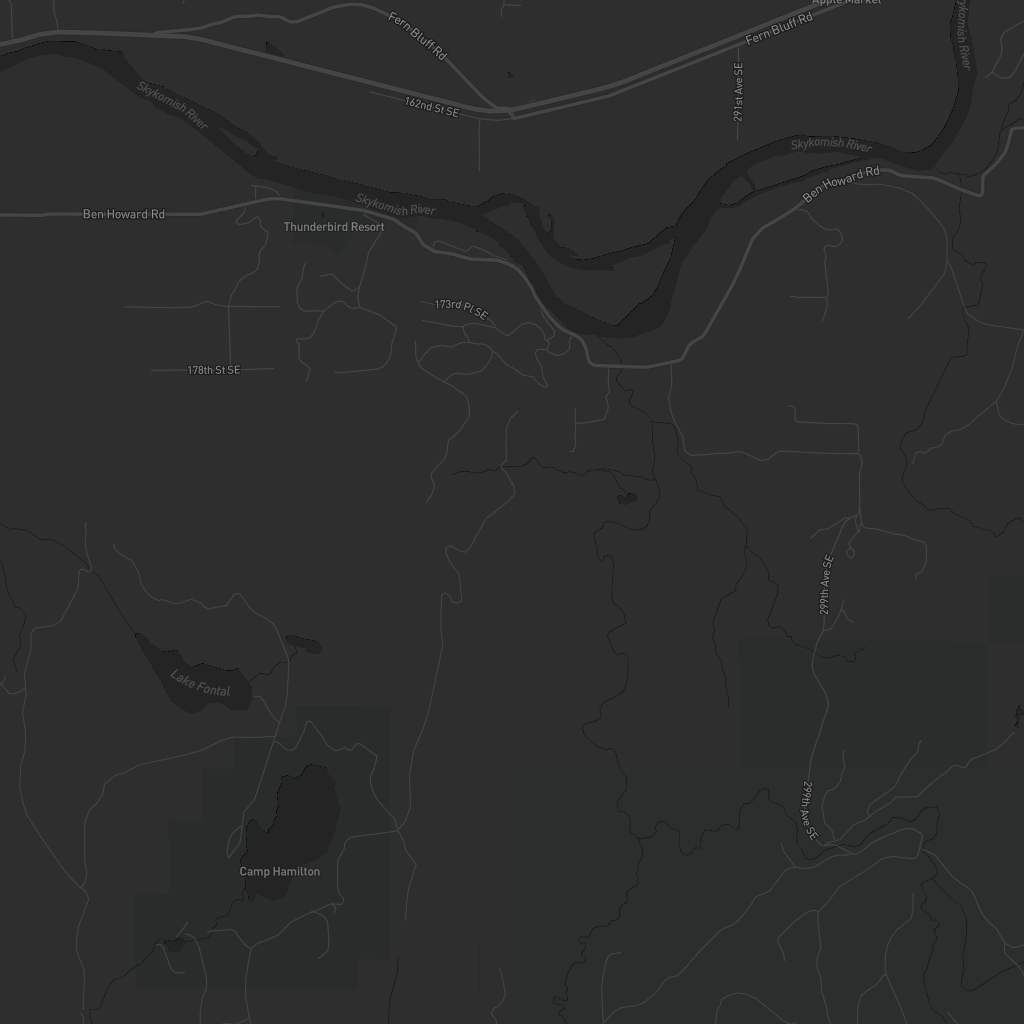 Apple Market
Fern Bluff Rd
Fern Bluff Rd
Skykomish River
291st Ave SE
Skykomish River
162nd St SE
Skykomish River
Ben Howard Rd
Skykomish River
Ben Howard Rd
Thunderbird Resort
173rd Pl SE
178th St SE
299th Ave SE
Lake Fontal
299th Ave SE
Camp Hamilton